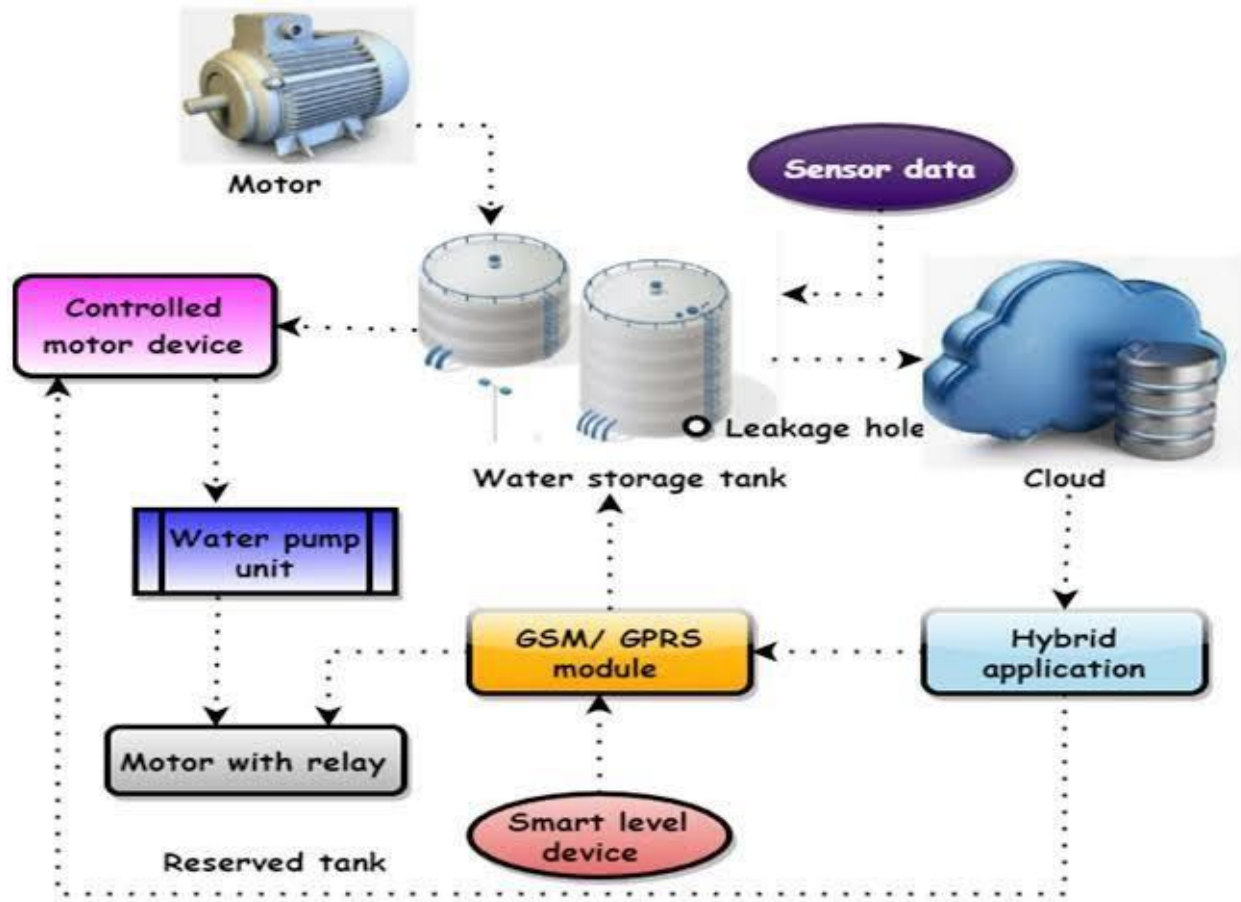 Motor
Sensor data
Controlled
motor device
Leakage hole
Water storage tank
Cloud
Water pump
unit
GSM/ GPRS
module
Hybrid
application
Motor with relay
Smart level
device
Reserved tank